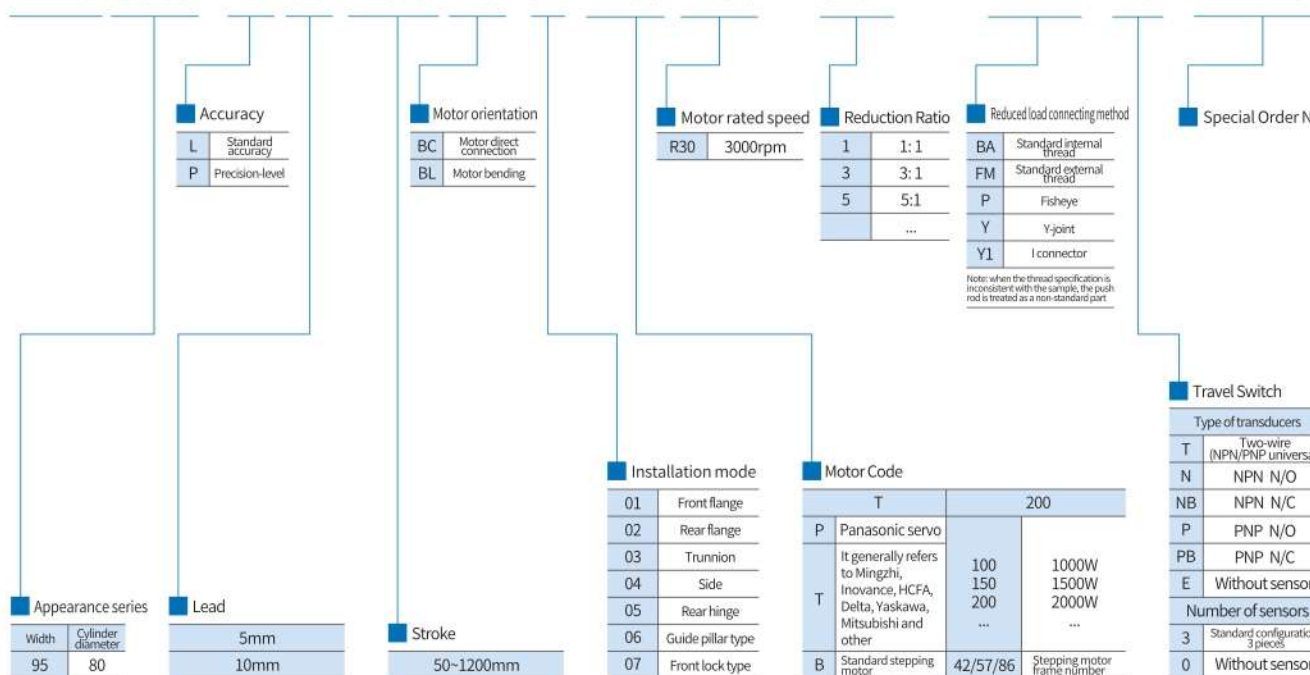 Accuracy
L Standard accuracy
P Precision-level
Motor orientation
BC Motor direct connection
BL Motor bending
Motor rated speed
R30 3000rpm
Reduction Ratio
1 1:1
3 3:1
5 5:1
...
Reduced load connecting method
BA Standard internal thread
FM Standard external thread
P Fisheye
Y Y-joint
Y1 I connector
Note: when the thread specification is
inconsistent with the sample, the push
rod is treated as a non-standard part
Special Order N
Appearance series
Width Cylinder diameter
95 80
Lead
5mm
10mm
Stroke
50~1200mm
Installation mode
01 Front flange
02 Rear flange
03 Trunnion
04 Side
05 Rear hinge
06 Guide pillar type
07 Front lock type
Motor Code
T 200
P Panasonic servo
T It generally refers
to Mingzhi,
Inovance, HCFA,
Delta, Yaskawa,
Mitsubishi and
other
100 1000W
150 1500W
200 2000W
... ...
B Standard stepping motor 42/57/86 Stepping motor frame number
Travel Switch
Type of transducers
T Two-wire
(NPN/PNP universa
N NPN N/O
NB NPN N/C
P PNP N/O
PB PNP N/C
E Without sensor
Number of sensors
3 Standard configuratio
3 pieces
0 Without sensor